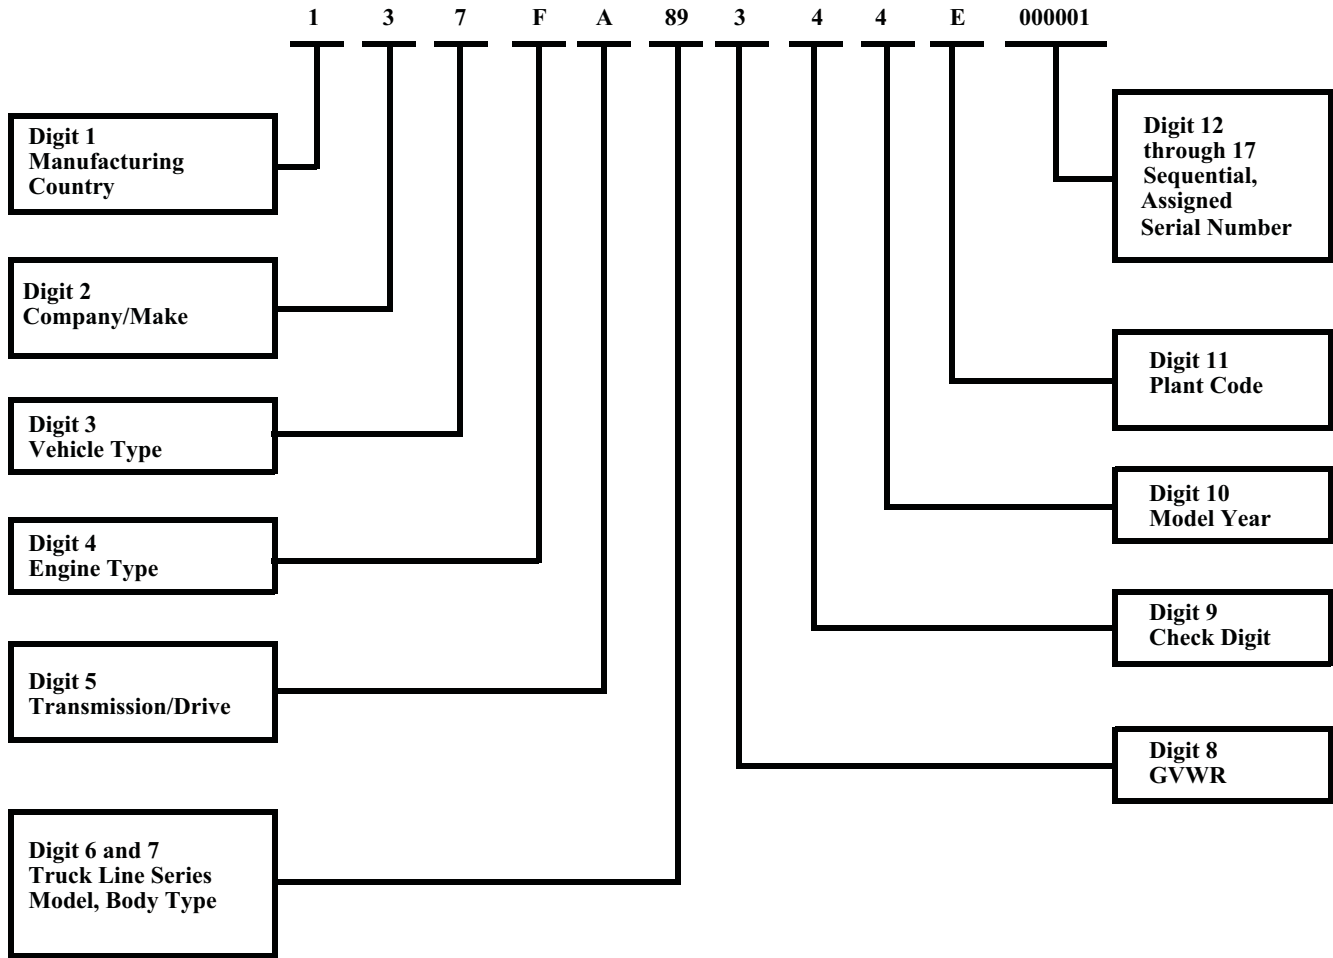 1 3 7 F A 89 3 4 4 E 000001
Digit 1
Manufacturing
Country
Digit 2
Company/Make
Digit 3
Vehicle Type
Digit 4
Engine Type
Digit 5
Transmission/Drive
Digit 6 and 7
Truck Line Series
Model, Body Type
Digit 12
through 17
Sequential,
Assigned
Serial Number
Digit 11
Plant Code
Digit 10
Model Year
Digit 9
Check Digit
Digit 8
GVWR